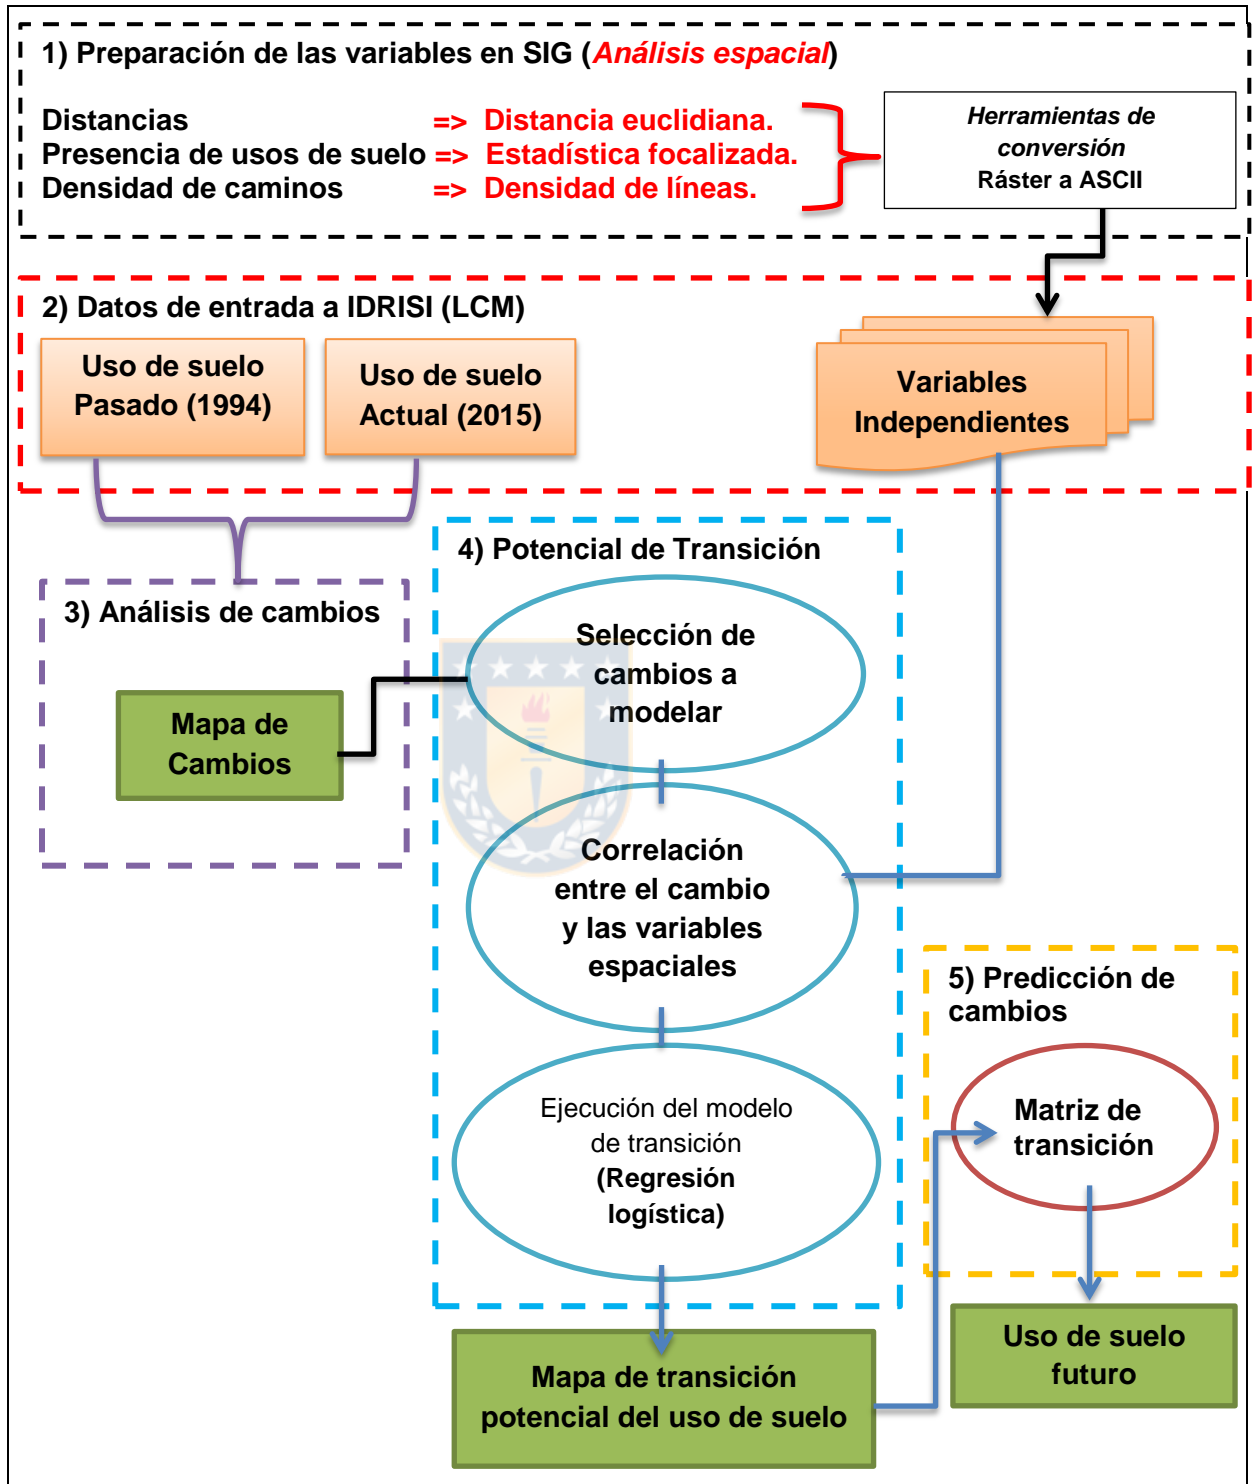 1) Preparación de las variables en SIG (Análisis espacial)
Distancias => Distancia euclidiana.
Presencia de usos de suelo => Estadística focalizada.
Densidad de caminos => Densidad de líneas.
Herramientas de
conversión
Ráster a ASCII
2) Datos de entrada a IDRISI (LCM)
Uso de suelo
Pasado (1994)
Uso de suelo
Actual (2015)
Variables
Independientes
3) Análisis de cambios
Mapa de
Cambios
4) Potencial de Transición
Selección de
cambios a
modelar
Correlación
entre el cambio
y las variables
espaciales
Ejecución del modelo
de transición
(Regresión
logística)
Mapa de transición
potencial del uso de suelo
5) Predicción de
cambios
Matriz de
transición
Uso de suelo
futuro